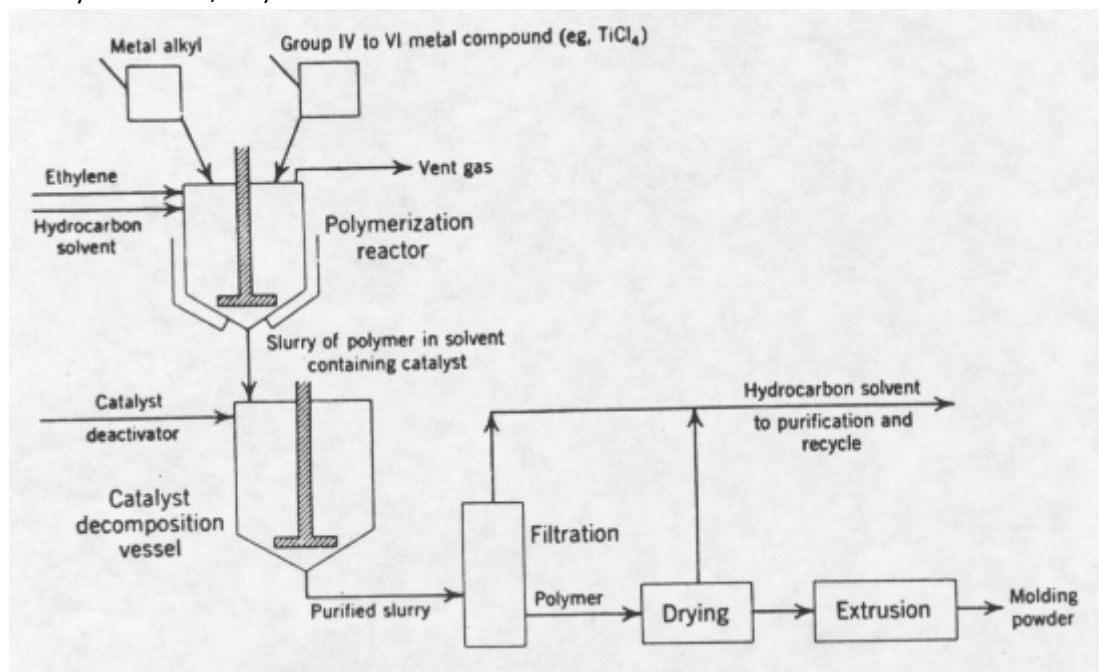 Metal alkyl
Group IV to VI metal compound (eg, TiCl₄)
Vent gas
Ethylene
Hydrocarbon
solvent
Polymerization
reactor
Slurry of polymer in solvent
containing catalyst
Catalyst
deactivator
Hydrocarbon solvent
to purification and
recycle
Catalyst
decomposition
vessel
Filtration
Purified slurry
Polymer
Drying
Extrusion
Molding
powder